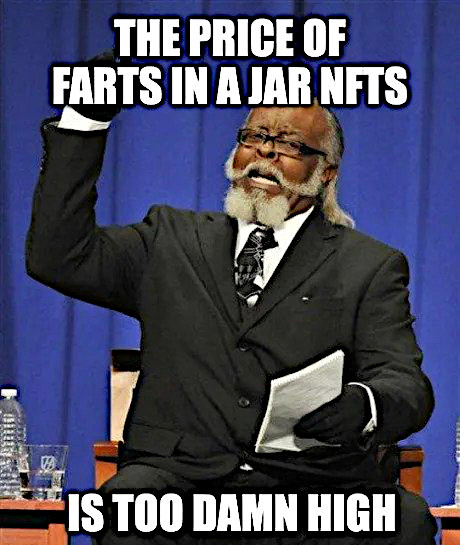 THE PRICE OF
FARTS IN A JAR NFTS
IS TOO DAMN HIGH